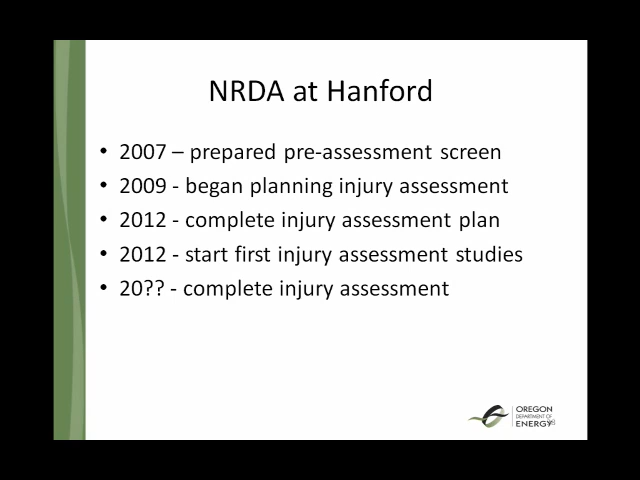 NRDA at Hanford
• 2007 – prepared pre-assessment screen
• 2009 - began planning injury assessment
• 2012 - complete injury assessment plan
• 2012 - start first injury assessment studies
• 20?? - complete injury assessment
OREGON
DEPARTMENT OF
ENERGY